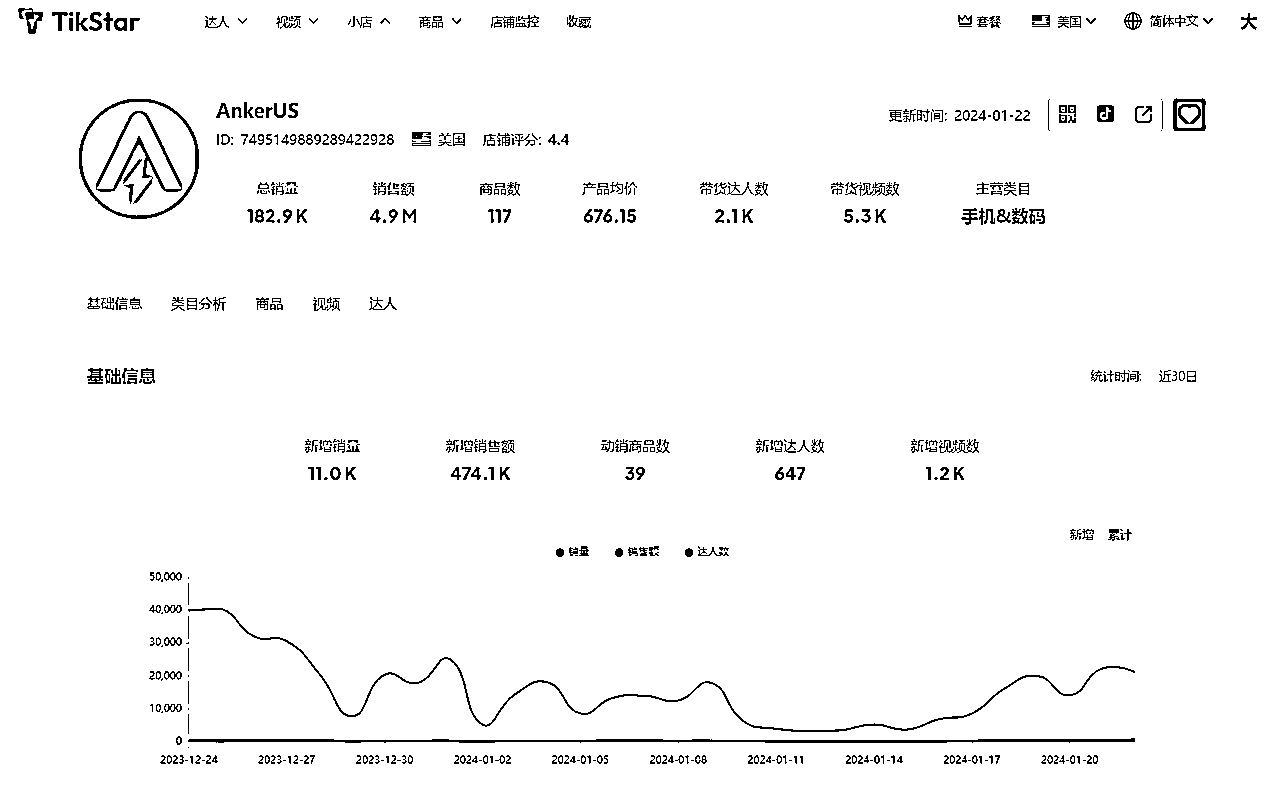 TikStar 达人 视频 小店 商品 店铺监控 收藏 套餐 美国 简体中文 大
AnkerUS
更新时间: 2024-01-22
ID: 7495149889289422928 美国 店铺评分: 4.4
总销量 销售额 商品数 产品均价 带货达人数 带货视频数 主营类目
182.9K 4.9M 117 676.15 2.1K 5.3K 手机&数码
基础信息 类目分析 商品 视频 达人
基础信息
统计时间: 近30日
新增销量 新增销售额 动销商品数 新增达人数 新增视频数
11.0K 474.1K 39 647 1.2K
新增 累计
销量 销售额 达人数
50,000
40,000
30,000
20,000
10,000
0
2023-12-24 2023-12-27 2023-12-30 2024-01-02 2024-01-05 2024-01-08 2024-01-11 2024-01-14 2024-01-17 2024-01-20